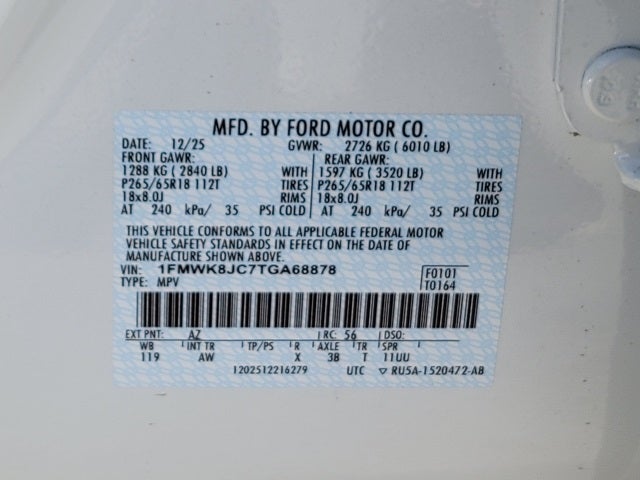 MFD. BY FORD MOTOR CO.
DATE: 12/25 GVWR: 2726 KG ( 6010 LB)
FRONT GAWR: REAR GAWR:
1288 KG ( 2840 LB) WITH 1597 KG ( 3520 LB) WITH
P265/65R18 112T TIRES P265/65R18 112T TIRES
18x8.0J RIMS 18x8.0J RIMS
AT 240 kPa/ 35 PSI COLD AT 240 kPa/ 35 PSI COLD
THIS VEHICLE CONFORMS TO ALL APPLICABLE FEDERAL MOTOR
VEHICLE SAFETY STANDARDS IN EFFECT ON THE DATE OF
MANUFACTURE SHOWN ABOVE.
VIN: 1FMWK8JC7TGA68878 F0101
TYPE: MPV T0164
EXT PNT: AZ RC: 56 DSO:
WB INT TR TP/PS R AXLE TR SPR
119 AW X 38 T 11UU
1202512216279 UTC ▽ RU5A-1520472-AB